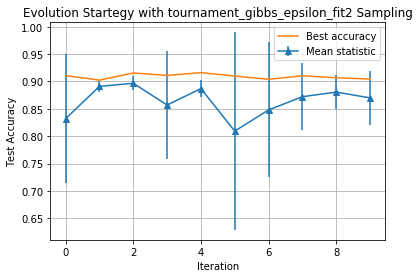 Evolution Startegy with tournament_gibbs_epsilon_fit2 Sampling
1.00
0.95
0.90
0.85
0.80
0.75
0.70
0.65
Test Accuracy
Best accuracy
Mean statistic
0 2 4 6 8
Iteration